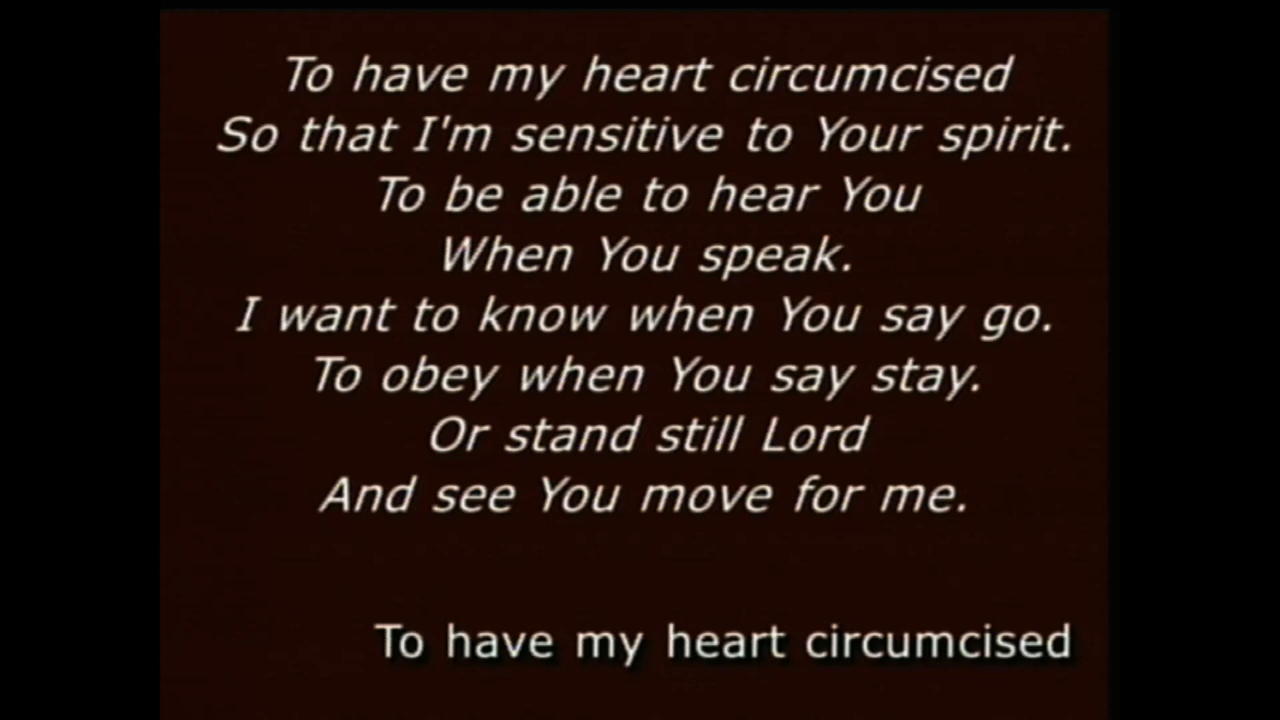 To have my heart circumcised
So that I'm sensitive to Your spirit.
To be able to hear You
When You speak.
I want to know when You say go.
To obey when You say stay.
Or stand still Lord
And see You move for me.
To have my heart circumcised